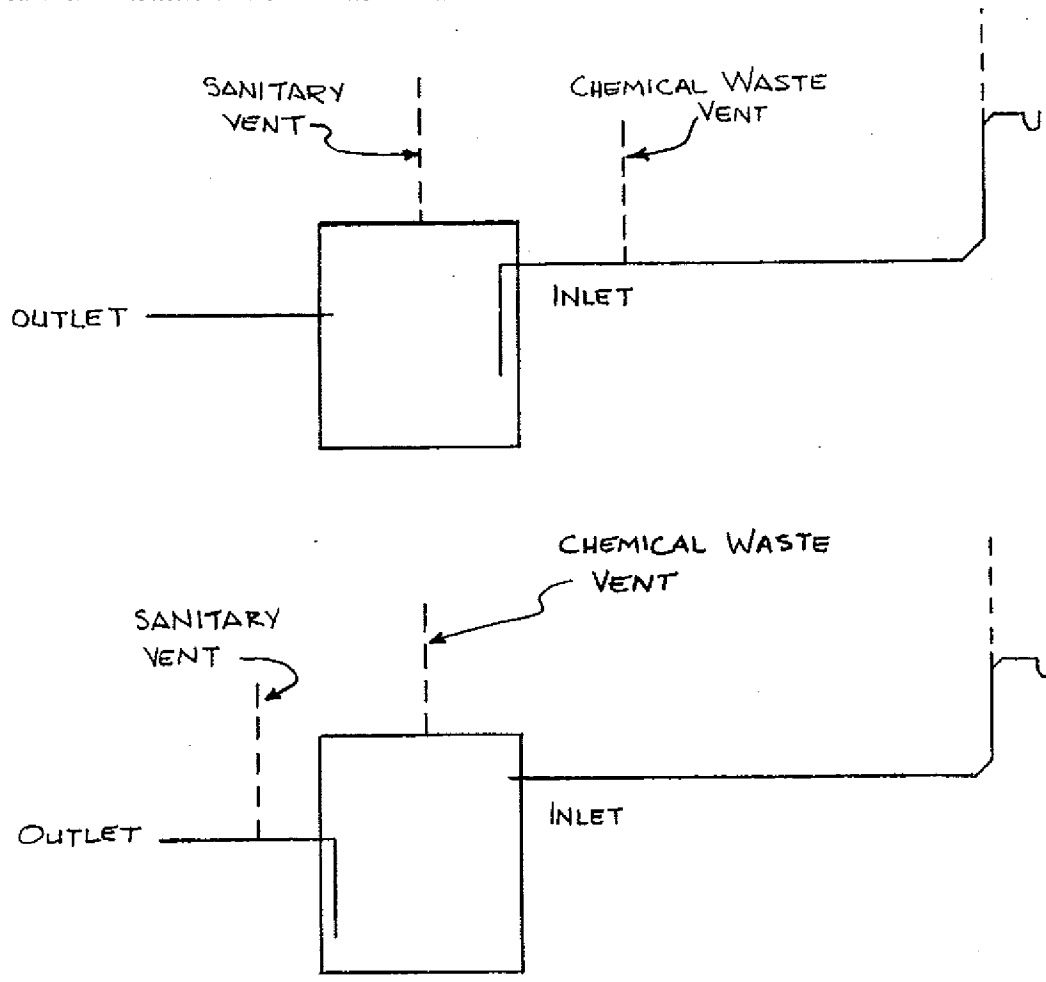 SANITARY
VENT
CHEMICAL WASTE
VENT
INLET
OUTLET
CHEMICAL WASTE
VENT
SANITARY
VENT
INLET
OUTLET